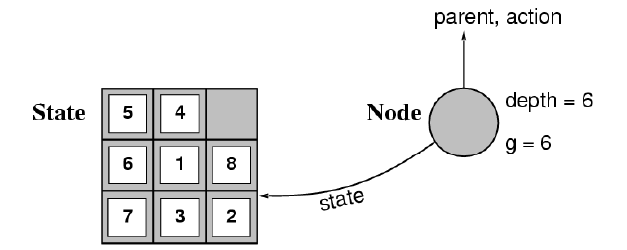 parent, action
State
5 4
6 1 8
7 3 2
Node
depth = 6
g = 6
state